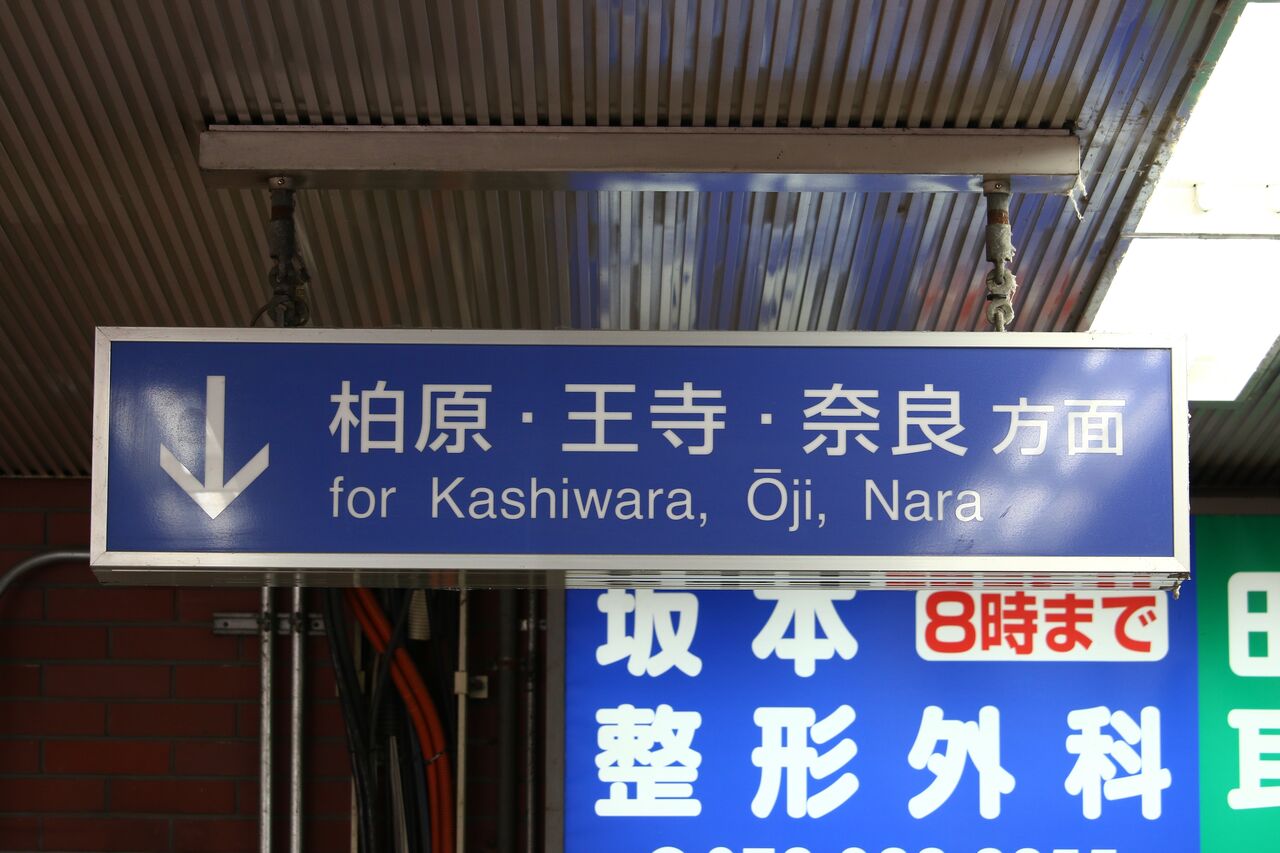 柏原・王寺・奈良方面
for Kashiwara, Ōji, Nara
坂本 8時まで
整形外科